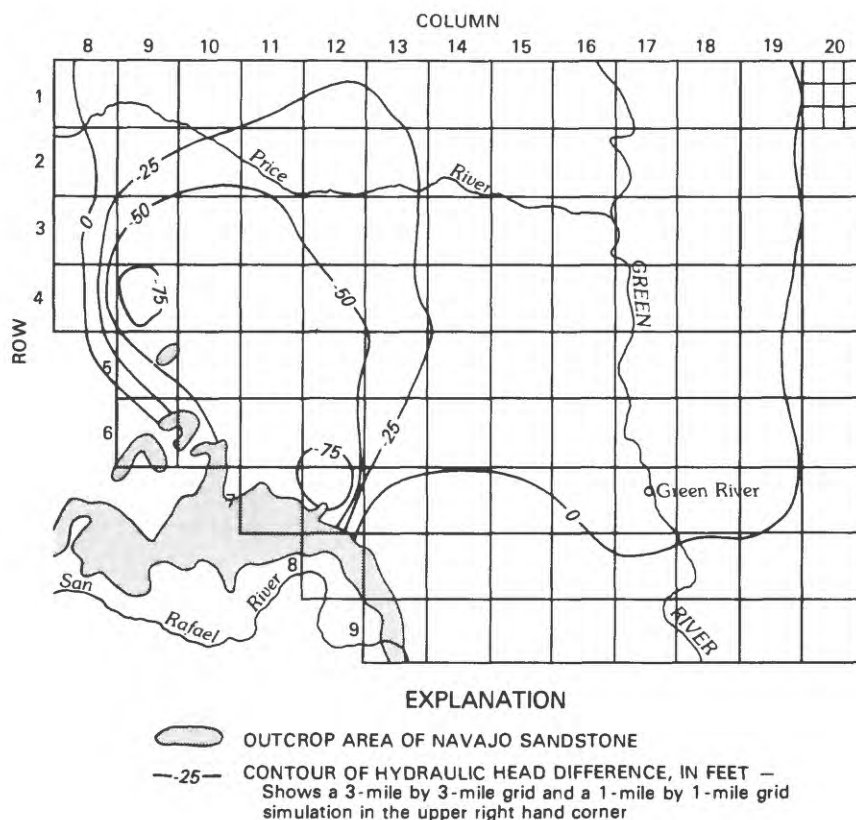 COLUMN
8 9 10 11 12 13 14 15 16 17 18 19 20
ROW
1
2
3
4
5
6
8
9
0
-25
-50
-75
-50
-25
-75
0
Price
River
GREEN
RIVER
Green River
San
Rafael
River
EXPLANATION
OUTCROP AREA OF NAVAJO SANDSTONE
—-25— CONTOUR OF HYDRAULIC HEAD DIFFERENCE, IN FEET —
Shows a 3-mile by 3-mile grid and a 1-mile by 1-mile grid
simulation in the upper right hand corner